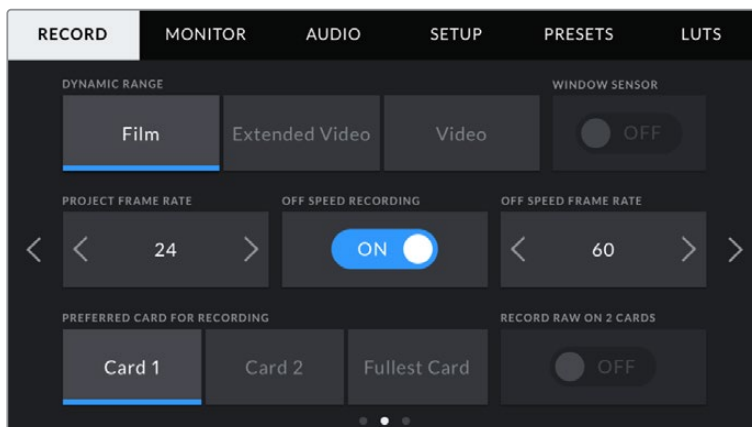 RECORD MONITOR AUDIO SETUP PRESETS LUTS
DYNAMIC RANGE WINDOW SENSOR
Film Extended Video Video OFF
PROJECT FRAME RATE OFF SPEED RECORDING OFF SPEED FRAME RATE
24 ON 60
PREFERRED CARD FOR RECORDING RECORD RAW ON 2 CARDS
Card 1 Card 2 Fullest Card OFF